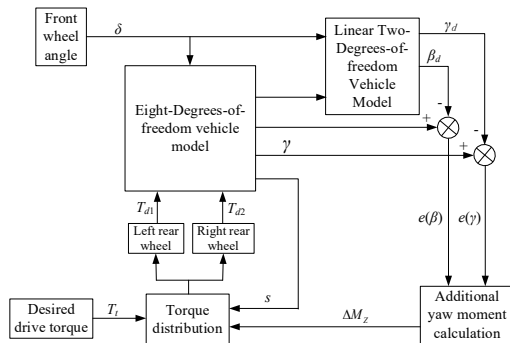 Front
wheel
angle
δ
Linear Two-
Degrees-of-
freedom
Vehicle
Model
γd
βd
Eight-Degrees-of-
freedom vehicle
model
γ
+
-
+
-
Td1
Td2
Left rear
wheel
Right rear
wheel
e(β)
e(γ)
s
Desired
drive torque
Tt
Torque
distribution
ΔMZ
Additional
yaw moment
calculation